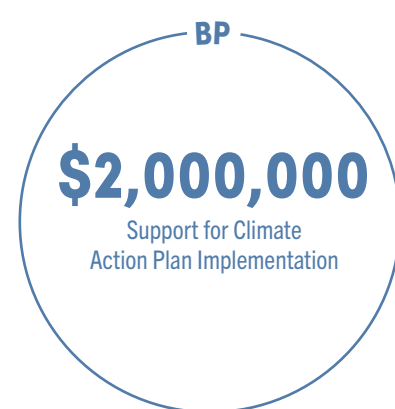 BP
$2,000,000
Support for Climate
Action Plan Implementation